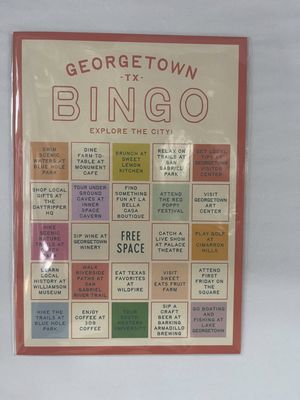 GEORGETOWN
-TX-
BINGO
EXPLORE THE CITY!
SWIM
SCENIC
WATERS AT
BLUE HOLE
PARK
DINE
FARM-TO-
TABLE AT
MONUMENT
CAFE
BRUNCH AT
SWEET
LEMON
KITCHEN
RELAX ON
TRAILS AT
SAN
GABRIEL
PARK
GET LOCAL
TIPS AT
GEORGETOWN
VISITOR
CENTER
SHOP LOCAL
GIFTS AT
THE
DAYTRIPPER
HQ
TOUR UNDER
GROUND
CAVES AT
INNER
SPACE
CAVERN
FIND
SOMETHING
FUN AT LA
BELLA
CASA
BOUTIQUE
ATTEND
THE RED
POPPY
FESTIVAL
VISIT
GEORGETOWN
ART
CENTER
HIKE
SCENIC
NATURE
TRAILS AT
PARK
SIP WINE AT
GEORGETOWN
WINERY
FREE
SPACE
CATCH A
LIVE SHOW
AT PALACE
THEATRE
PLAY GOLF
AT
CIMARRON
HILLS
LEARN
LOCAL
HISTORY AT
WILLIAMSON
MUSEUM
WALK
RIVERSIDE
PATHS AT
SAN
GABRIEL
RIVER TRAIL
EAT TEXAS
FAVORITES
AT
WILDFIRE
VISIT
SWEET
EATS FRUIT
FARM
ATTEND
FIRST
FRIDAY ON
THE
SQUARE
HIKE THE
TRAILS AT
BLUE HOLE
PARK
ENJOY
COFFEE AT
309
COFFEE
TOUR
SOUTH
WESTERN
UNIVERSITY
SIP A
CRAFT
BEER AT
BARKING
ARMADILLO
BREWING
GO BOATING
AND
FISHING AT
LAKE
GEORGETOWN